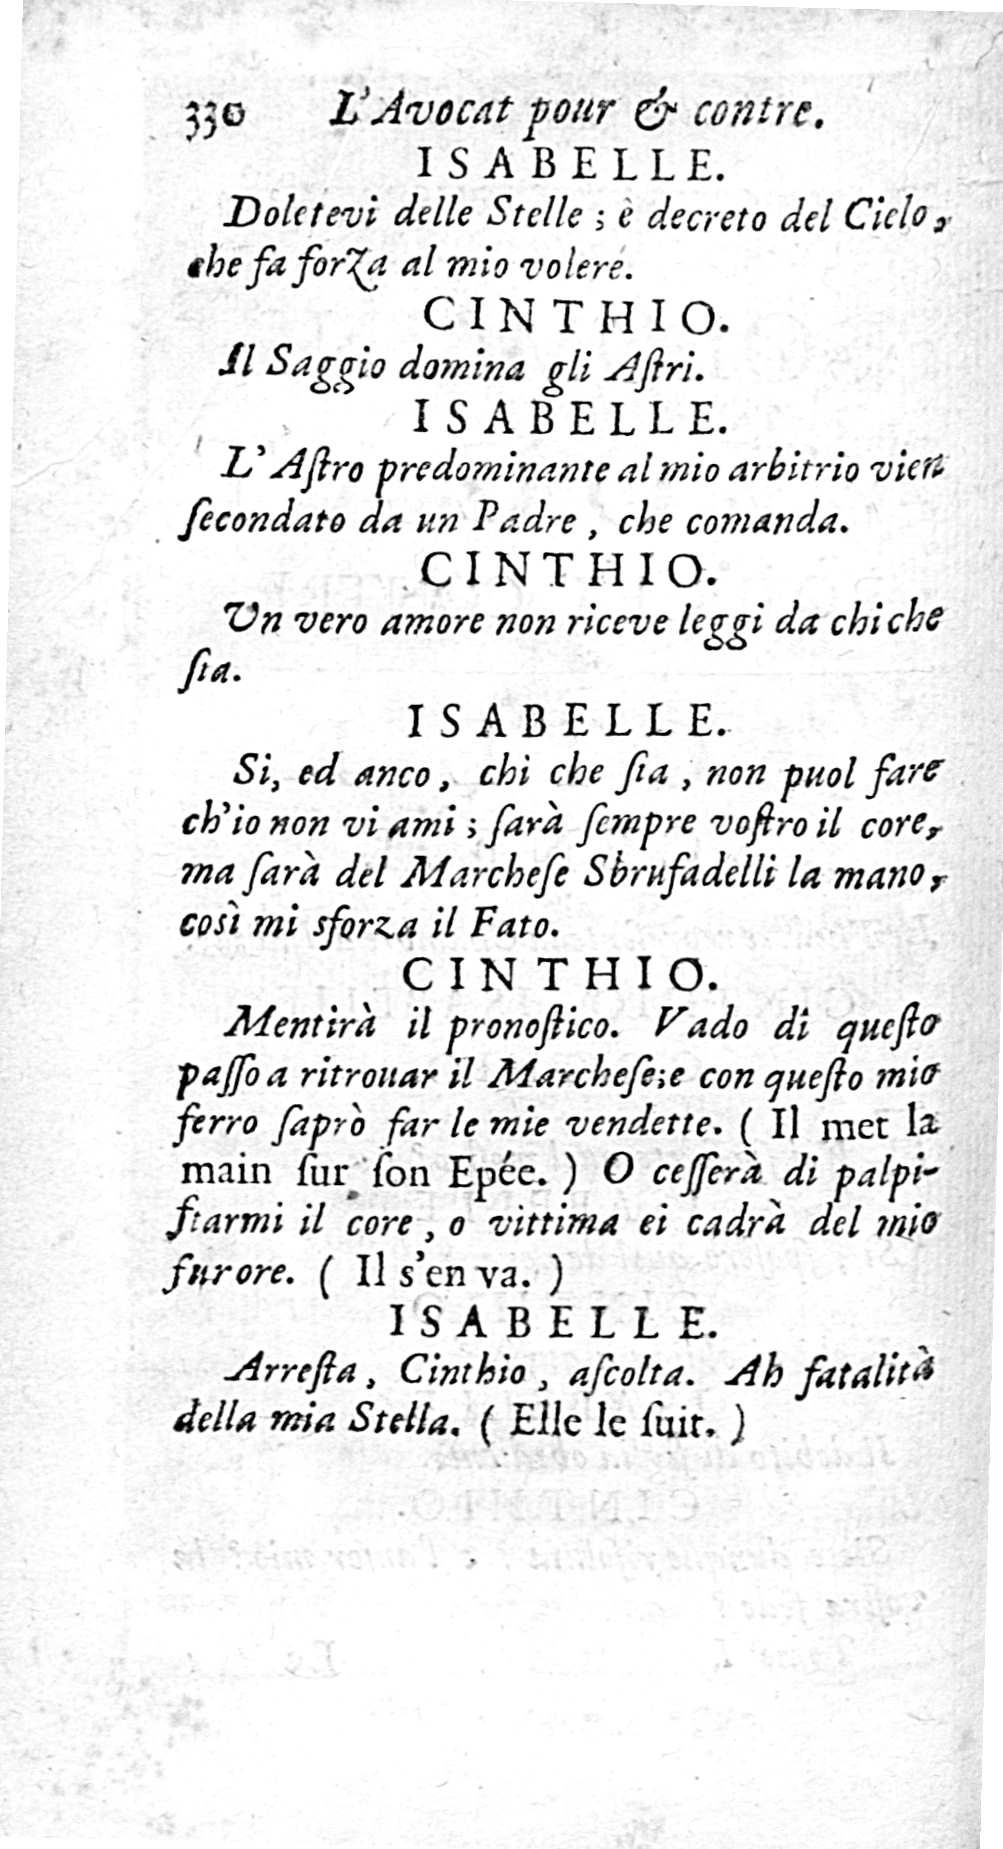 330 L'Avocat pour & contre.
ISABELLE.
Doletevi delle Stelle ; è decreto del Cielo,
che fa forza al mio volere.
CINTHIO.
Il Saggio domina gli Aſtri.
ISABELLE.
L'Aſtro predominante al mio arbitrio vien
ſecondato da un Padre , che comanda.
CINTHIO.
Un vero amore non riceve leggi da chi che
ſia.
ISABELLE.
Si, ed anco , chi che ſia , non puol fare
ch'io non vi ami ; ſarà ſempre voſtro il core,
ma ſarà del Marcheſe Sbrufadelli la mano,
così mi sforza il Fato.
CINTHIO.
Mentirà il pronoſtico. Vado di queſto
paſſo a ritrouar il Marcheſe;e con queſto mio
ferro ſaprò far le mie vendette. ( Il met la
main ſur ſon Epée. ) O ceſſerà di palpi-
ſtarmi il core , o vittima ei cadrà del mio
furore. ( Il s'en va. )
ISABELLE.
Arreſta , Cinthio , aſcolta. Ah fatalità
della mia Stella. ( Elle le ſuit. )